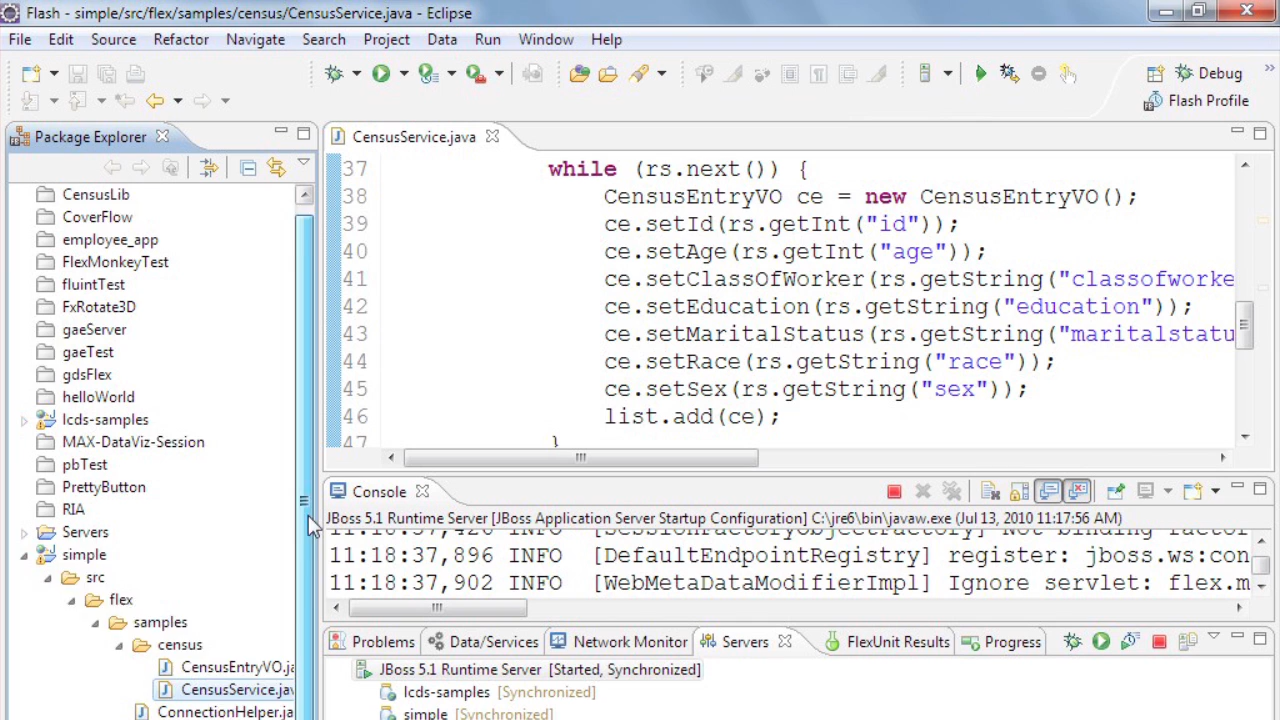 Flash - simple/src/flex/samples/census/CensusService.java - Eclipse
File Edit Source Refactor Navigate Search Project Data Run Window Help
Debug
Flash Profile
Package Explorer
CensusLib
CoverFlow
employee_app
FlexMonkeyTest
fluintTest
FxRotate3D
gaeServer
gaeTest
gdsFlex
helloWorld
lcds-samples
MAX-DataViz-Session
pbTest
PrettyButton
RIA
Servers
simple
src
flex
samples
census
CensusEntryVO.ja
CensusService.jav
ConnectionHelper.ja
CensusService.java
37 while (rs.next()) {
38 CensusEntryVO ce = new CensusEntryVO();
39 ce.setId(rs.getInt("id"));
40 ce.setAge(rs.getInt("age"));
41 ce.setClassOfWorker(rs.getString("classofworke
42 ce.setEducation(rs.getString("education"));
43 ce.setMaritalStatus(rs.getString("maritalstatu
44 ce.setRace(rs.getString("race"));
45 ce.setSex(rs.getString("sex"));
46 list.add(ce);
47 }
Console
JBoss 5.1 Runtime Server [JBoss Application Server Startup Configuration] C:\jre6\bin\javaw.exe (Jul 13, 2010 11:17:56 AM)
11:18:37,896 INFO [DefaultEndpointRegistry] register: jboss.ws:con
11:18:37,902 INFO [WebMetaDataModifierImpl] Ignore servlet: flex.m
Problems Data/Services Network Monitor Servers FlexUnit Results Progress
JBoss 5.1 Runtime Server [Started, Synchronized]
lcds-samples [Synchronized]
simple [Synchronized]